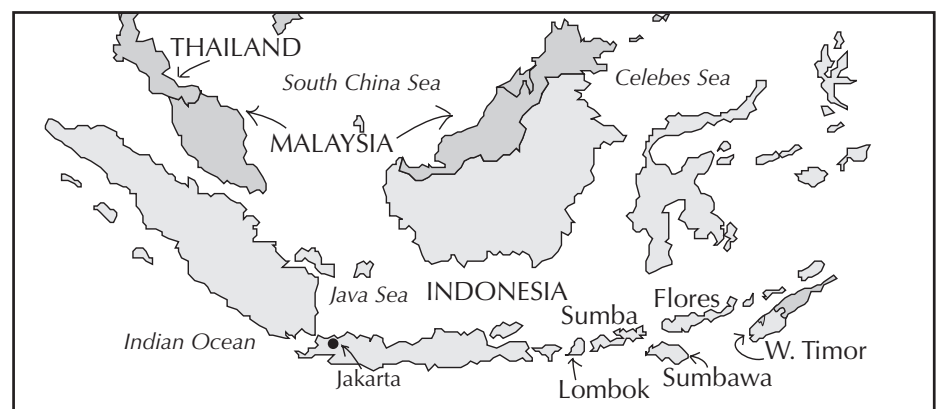 THAILAND
South China Sea
Celebes Sea
MALAYSIA
Java Sea
INDONESIA
Flores
Sumba
Indian Ocean
W. Timor
Jakarta
Sumbawa
Lombok